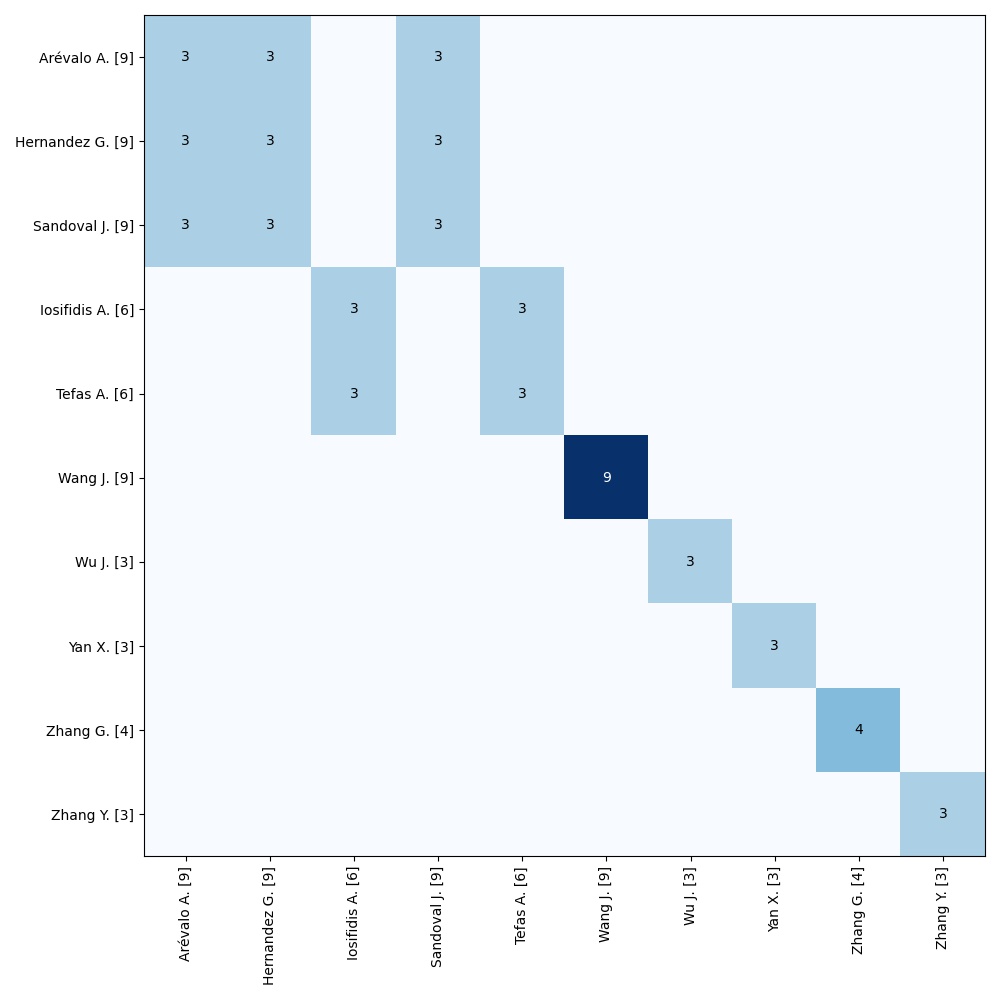 Arévalo A. [9] 3 3 3
Hernandez G. [9] 3 3 3
Sandoval J. [9] 3 3 3
Iosifidis A. [6] 3 3
Tefas A. [6] 3 3
Wang J. [9] 9
Wu J. [3] 3
Yan X. [3] 3
Zhang G. [4] 4
Zhang Y. [3] 3
Arévalo A. [9]
Hernandez G. [9]
Iosifidis A. [6]
Sandoval J. [9]
Tefas A. [6]
Wang J. [9]
Wu J. [3]
Yan X. [3]
Zhang G. [4]
Zhang Y. [3]